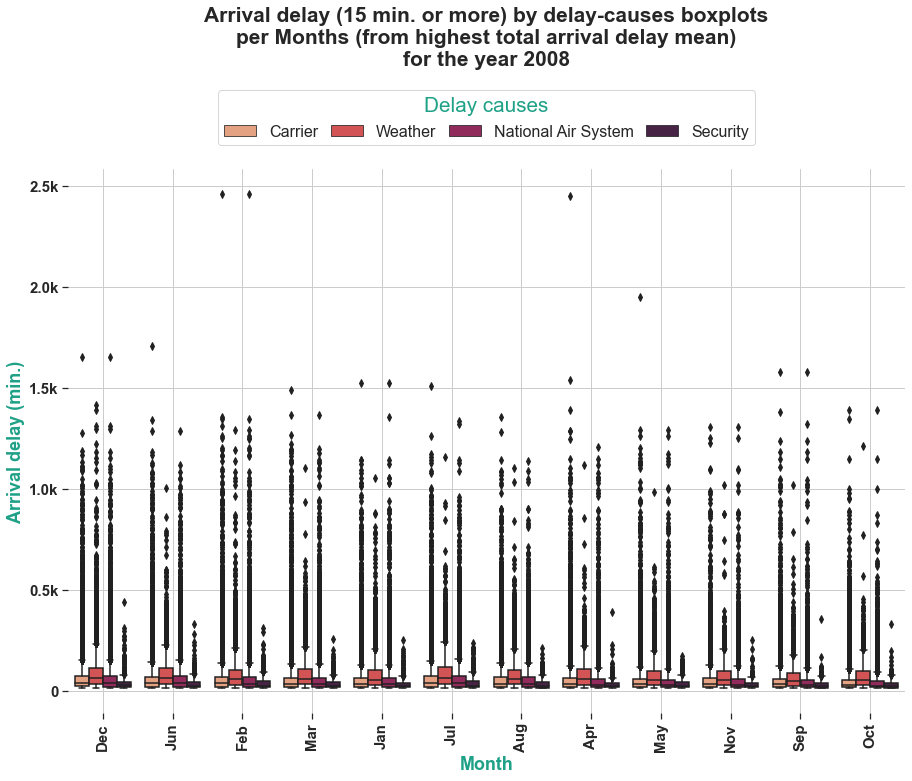 Arrival delay (15 min. or more) by delay-causes boxplots
per Months (from highest total arrival delay mean)
for the year 2008
Delay causes
Carrier Weather National Air System Security
2.5k
2.0k
1.5k
1.0k
0.5k
0
Arrival delay (min.)
Dec Jun Feb Mar Jan Jul Aug Apr May Nov Sep Oct
Month